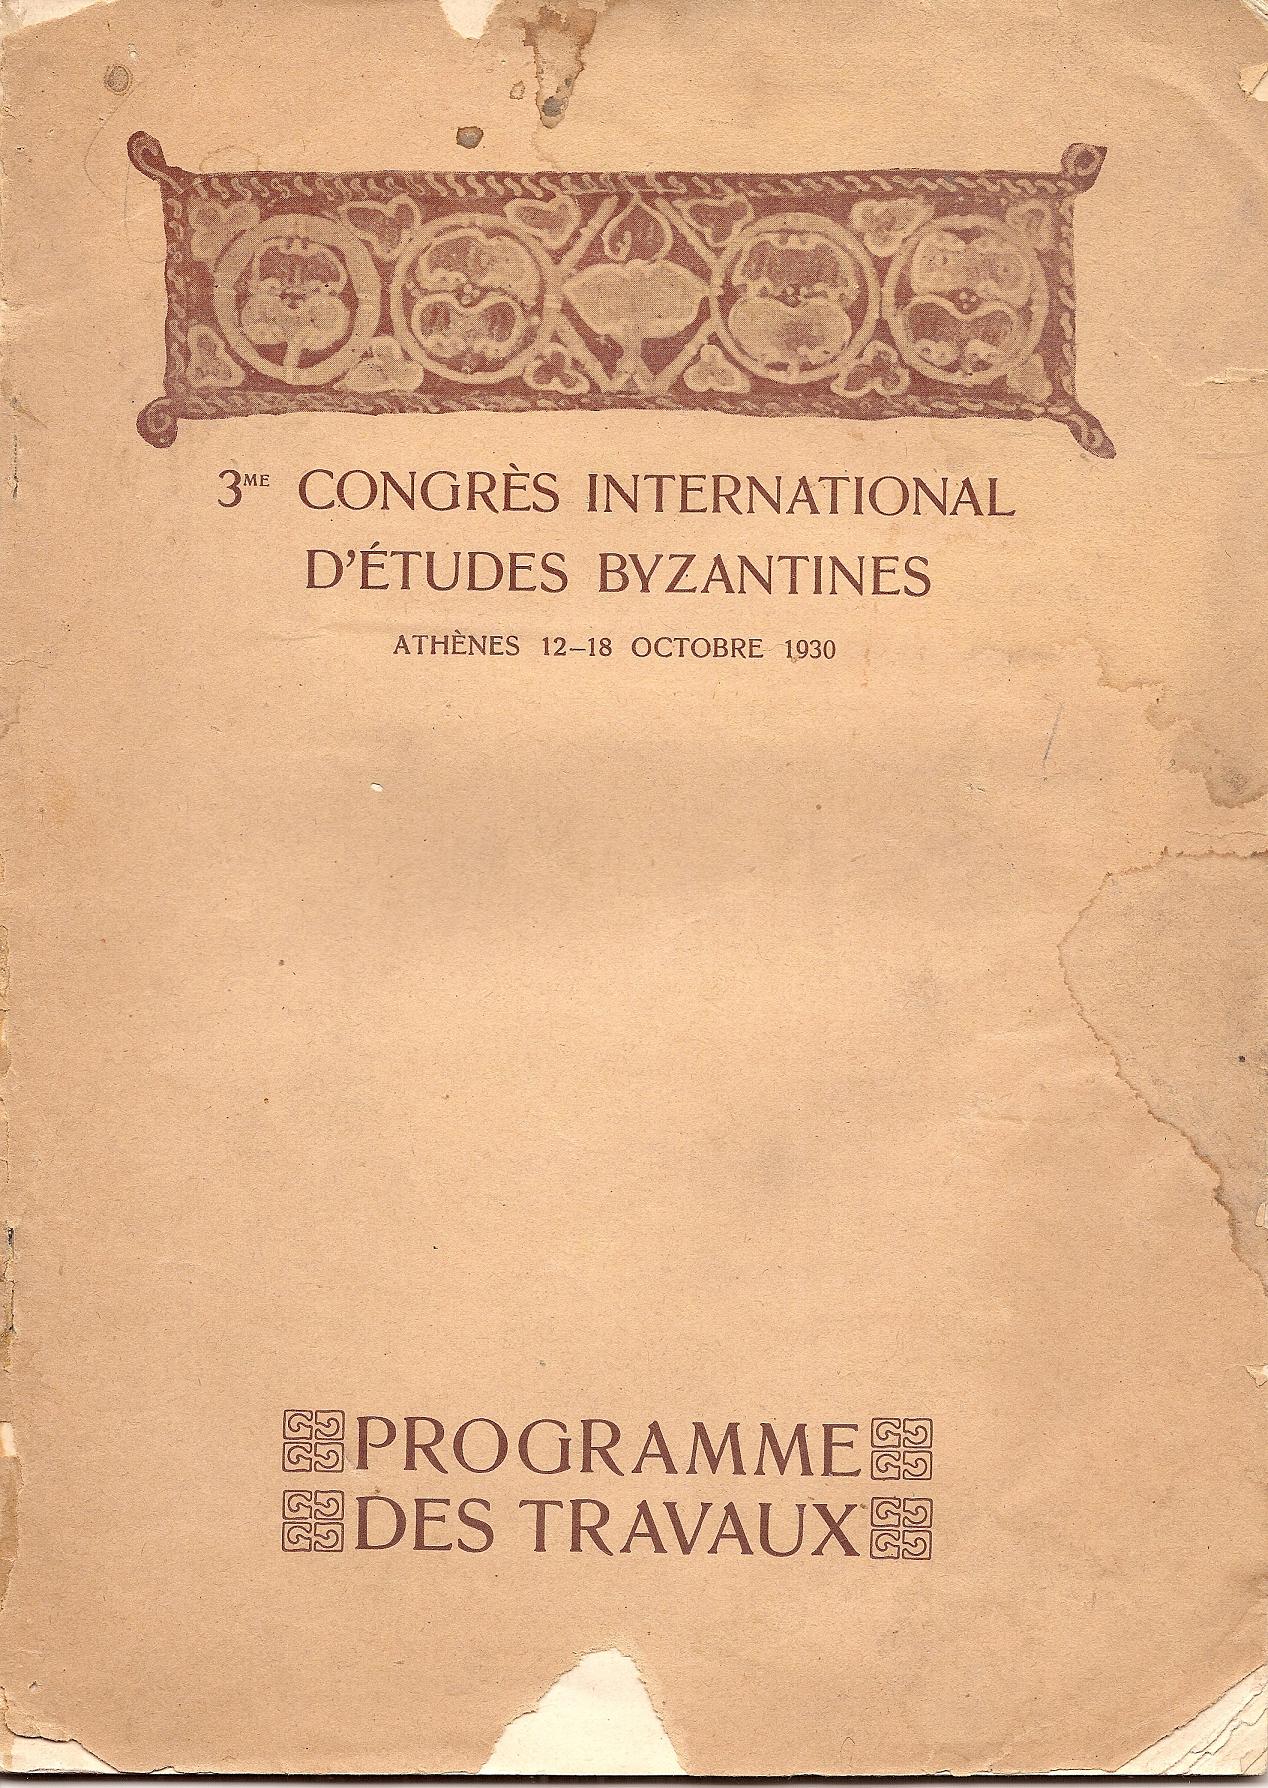 3ME CONGRÈS INTERNATIONAL
D'ÉTUDES BYZANTINES
ATHÈNES 12–18 OCTOBRE 1930
PROGRAMME
DES TRAVAUX